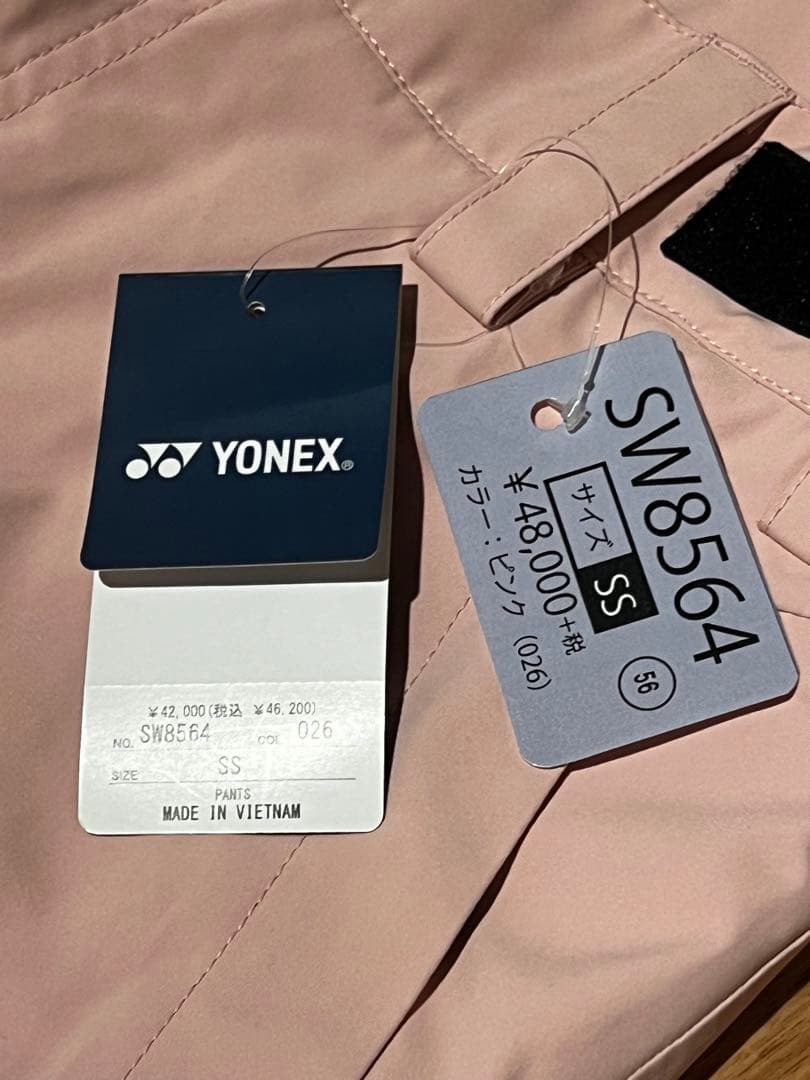 YONEX®
¥42,000(税込 ¥46,200)
NO. SW8564 COL 026
SIZE SS
PANTS
MADE IN VIETNAM
SW8564
サイズ SS
¥48,000+税
カラー:ピンク (026)
56